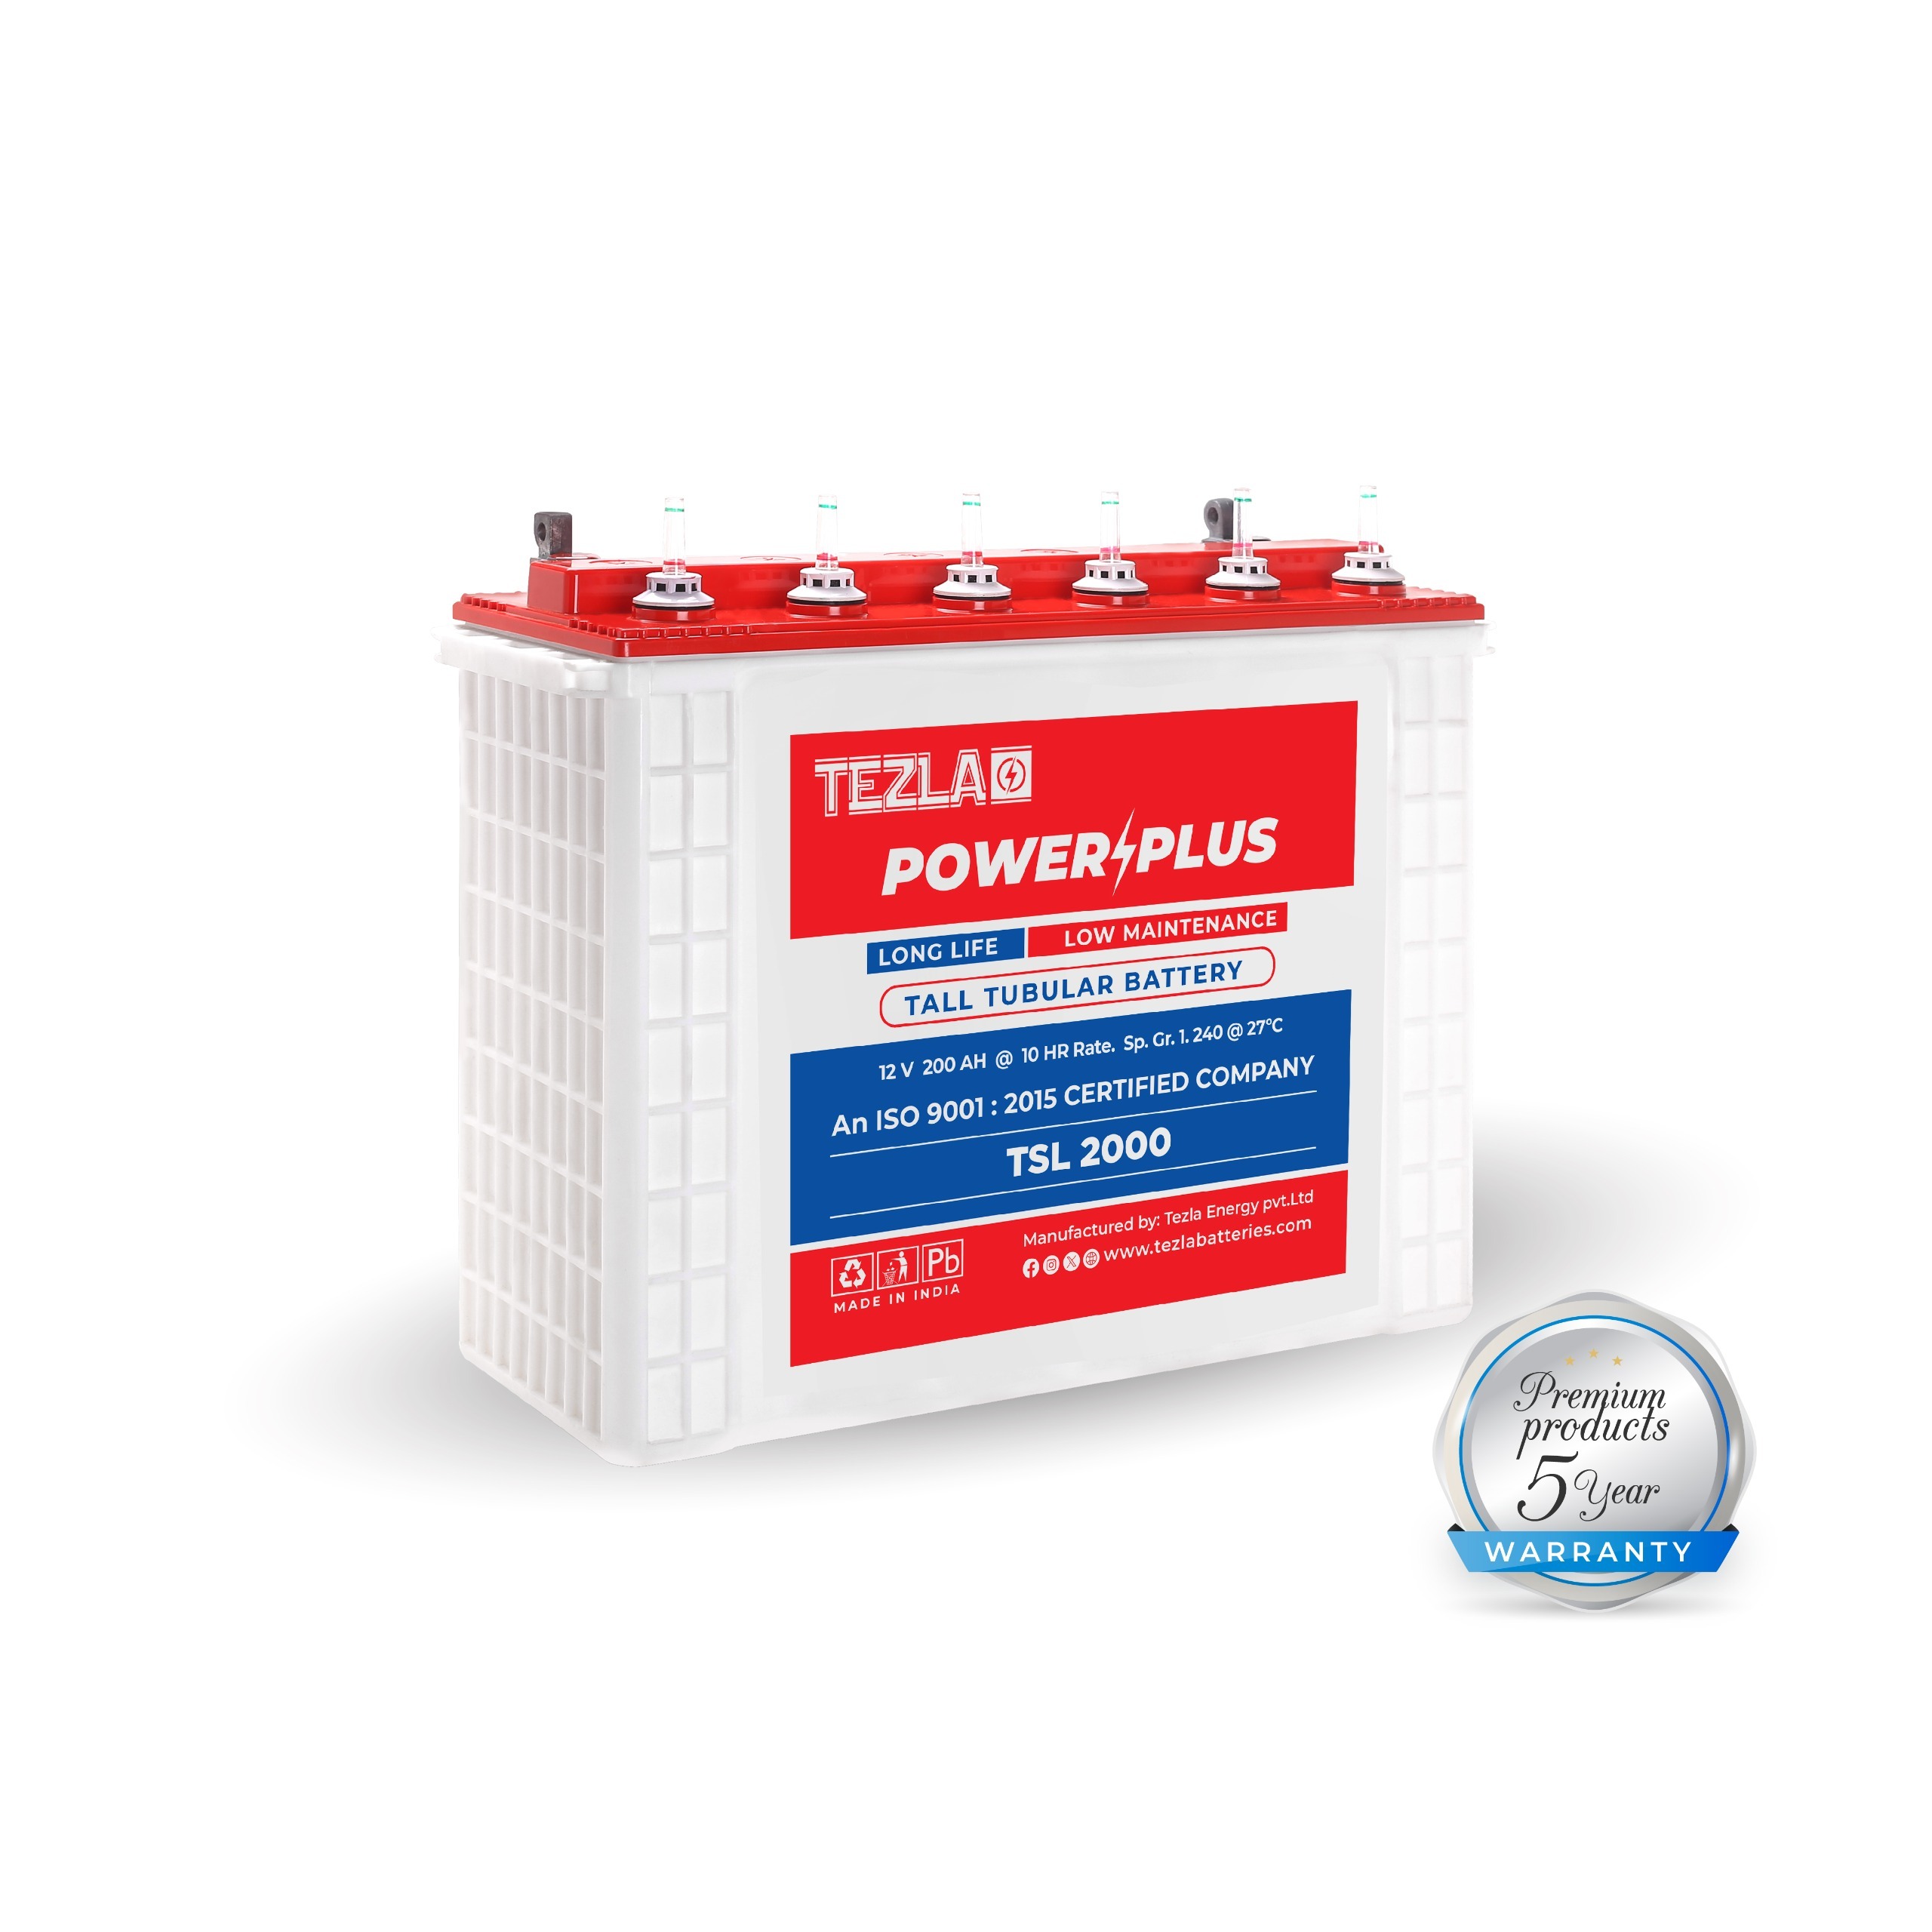 TEZLA
POWER PLUS
LONG LIFE LOW MAINTENANCE
TALL TUBULAR BATTERY
12 V 200 AH @ 10 HR Rate. Sp. Gr. 1. 240 @ 27°C
An ISO 9001 : 2015 CERTIFIED COMPANY
TSL 2000
Pb
MADE IN INDIA
Manufactured by: Tezla Energy pvt.Ltd
www.tezlabatteries.com
Premium
products
5 Year
WARRANTY